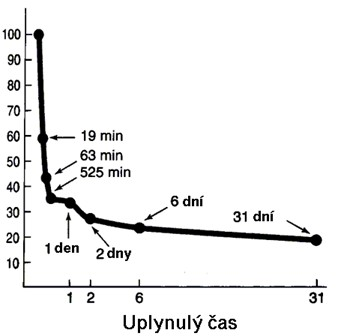 100
90
80
70
60
50
40
30
20
10
19 min
63 min
525 min
1 den
2 dny
6 dní
31 dní
1 2 6 31
Uplynulý čas